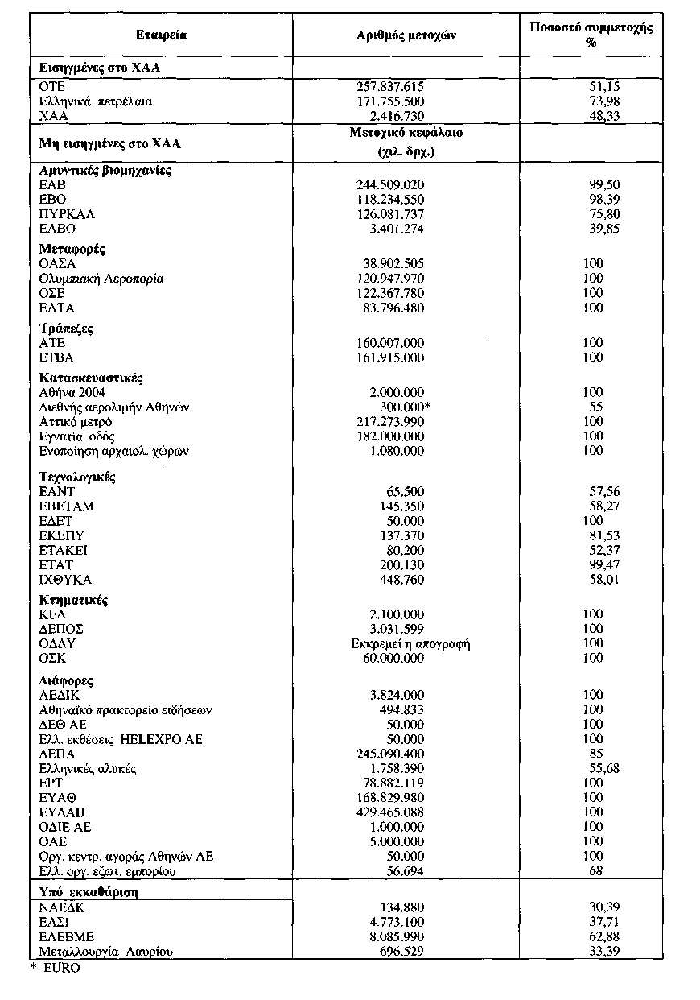 Εταιρεία Αριθμός μετοχών Ποσοστό συμμετοχής %
Εισηγμένες στο ΧΑΑ
ΟΤΕ 257.837.615 51,15
Ελληνικά πετρέλαια 171.755.500 73,98
ΧΑΑ 2.416.730 48,33
Μη εισηγμένες στο ΧΑΑ Μετοχικό κεφάλαιο (χιλ. δρχ.)
Αμυντικές βιομηχανίες
ΕΑΒ 244.509.020 99,50
ΕΒΟ 118.234.550 98,39
ΠΥΡΚΑΛ 126.081.737 75,80
ΕΛΒΟ 3.401.274 39,85
Μεταφορές
ΟΑΣΑ 38.902.505 100
Ολυμπιακή Αεροπορία 120.947.970 100
ΟΣΕ 122.367.780 100
ΕΛΤΑ 83.796.480 100
Τράπεζες
ΑΤΕ 160.007.000 100
ΕΤΒΑ 161.915.000 100
Κατασκευαστικές
Αθήνα 2004 2.000.000 100
Διεθνής αερολιμήν Αθηνών 300.000* 55
Αττικό μετρό 217.273.990 100
Εγνατία οδός 182.000.000 100
Ενοποίηση αρχαιολ. χώρων 1.080.000 100
Τεχνολογικές
ΕΑΝΤ 65.500 57,56
ΕΒΕΤΑΜ 145.350 58,27
ΕΔΕΤ 50.000 100
ΕΚΕΠΥ 137.370 81,53
ΕΤΑΚΕΙ 80.200 52,37
ΕΤΑΤ 200.130 99,47
ΙΧΘΥΚΑ 448.760 58,01
Κτηματικές
ΚΕΔ 2.100.000 100
ΔΕΠΟΣ 3.031.599 100
ΟΔΔΥ Εκκρεμεί η απογραφή 100
ΟΣΚ 60.000.000 100
Διάφορες
ΑΕΔΙΚ 3.824.000 100
Αθηναϊκό πρακτορείο ειδήσεων 494.833 100
ΔΕΘ ΑΕ 50.000 100
Ελλ. εκθέσεις HELEXPO ΑΕ 50.000 100
ΔΕΠΑ 245.090.400 85
Ελληνικές αλυκές 1.758.390 55,68
ΕΡΤ 78.882.119 100
ΕΥΑΘ 168.829.980 100
ΕΥΔΑΠ 429.465.088 100
ΟΔΙΕ ΑΕ 1.000.000 100
ΟΑΕ 5.000.000 100
Οργ. κεντρ. αγοράς Αθηνών ΑΕ 50.000 100
Ελλ. οργ. εξωτ. εμπορίου 56.694 68
Υπό εκκαθάριση
ΝΑΕΔΚ 134.880 30,39
ΕΛΣΙ 4.773.100 37,71
ΕΛΕΒΜΕ 8.085.990 62,88
Μεταλλουργία Λαυρίου 696.529 33,39
* EURO